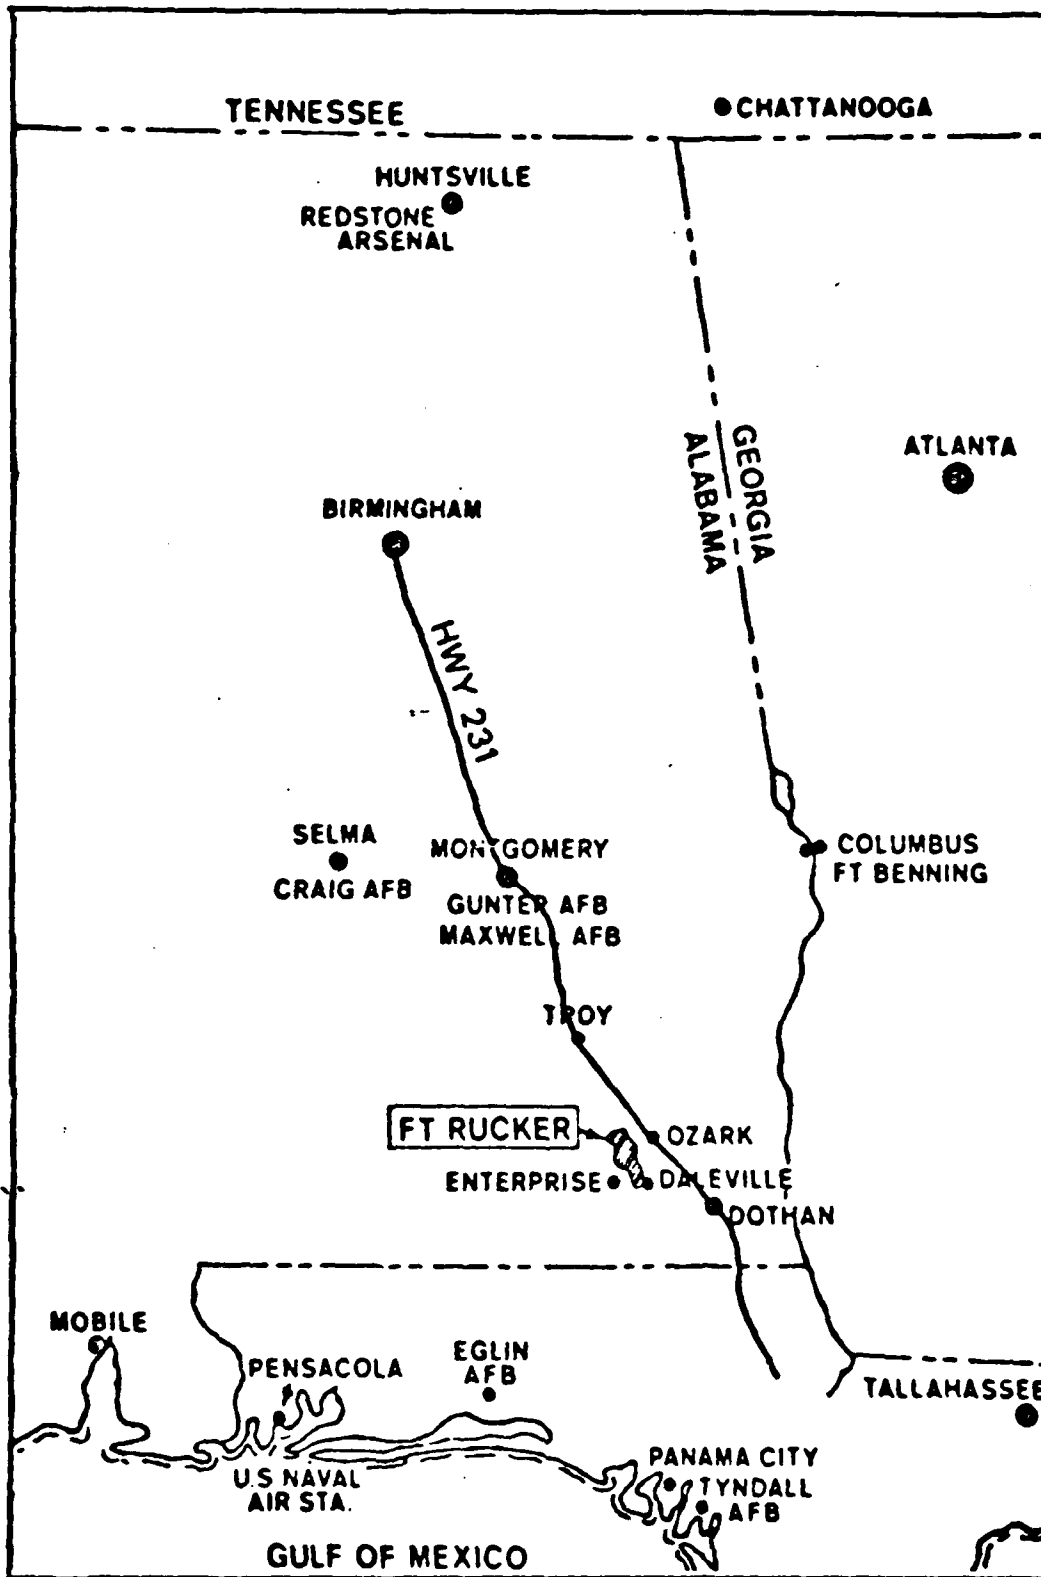 TENNESSEE
CHATTANOOGA
HUNTSVILLE
REDSTONE
ARSENAL
GEORGIA
ALABAMA
ATLANTA
BIRMINGHAM
HWY 231
SELMA
CRAIG AFB
MONTGOMERY
GUNTER AFB
MAXWELL AFB
COLUMBUS
FT BENNING
TROY
FT RUCKER
OZARK
ENTERPRISE
DALEVILLE
DOTHAN
MOBILE
PENSACOLA
EGLIN
AFB
TALLAHASSEE
U.S NAVAL
AIR STA.
PANAMA CITY
TYNDALL
AFB
GULF OF MEXICO